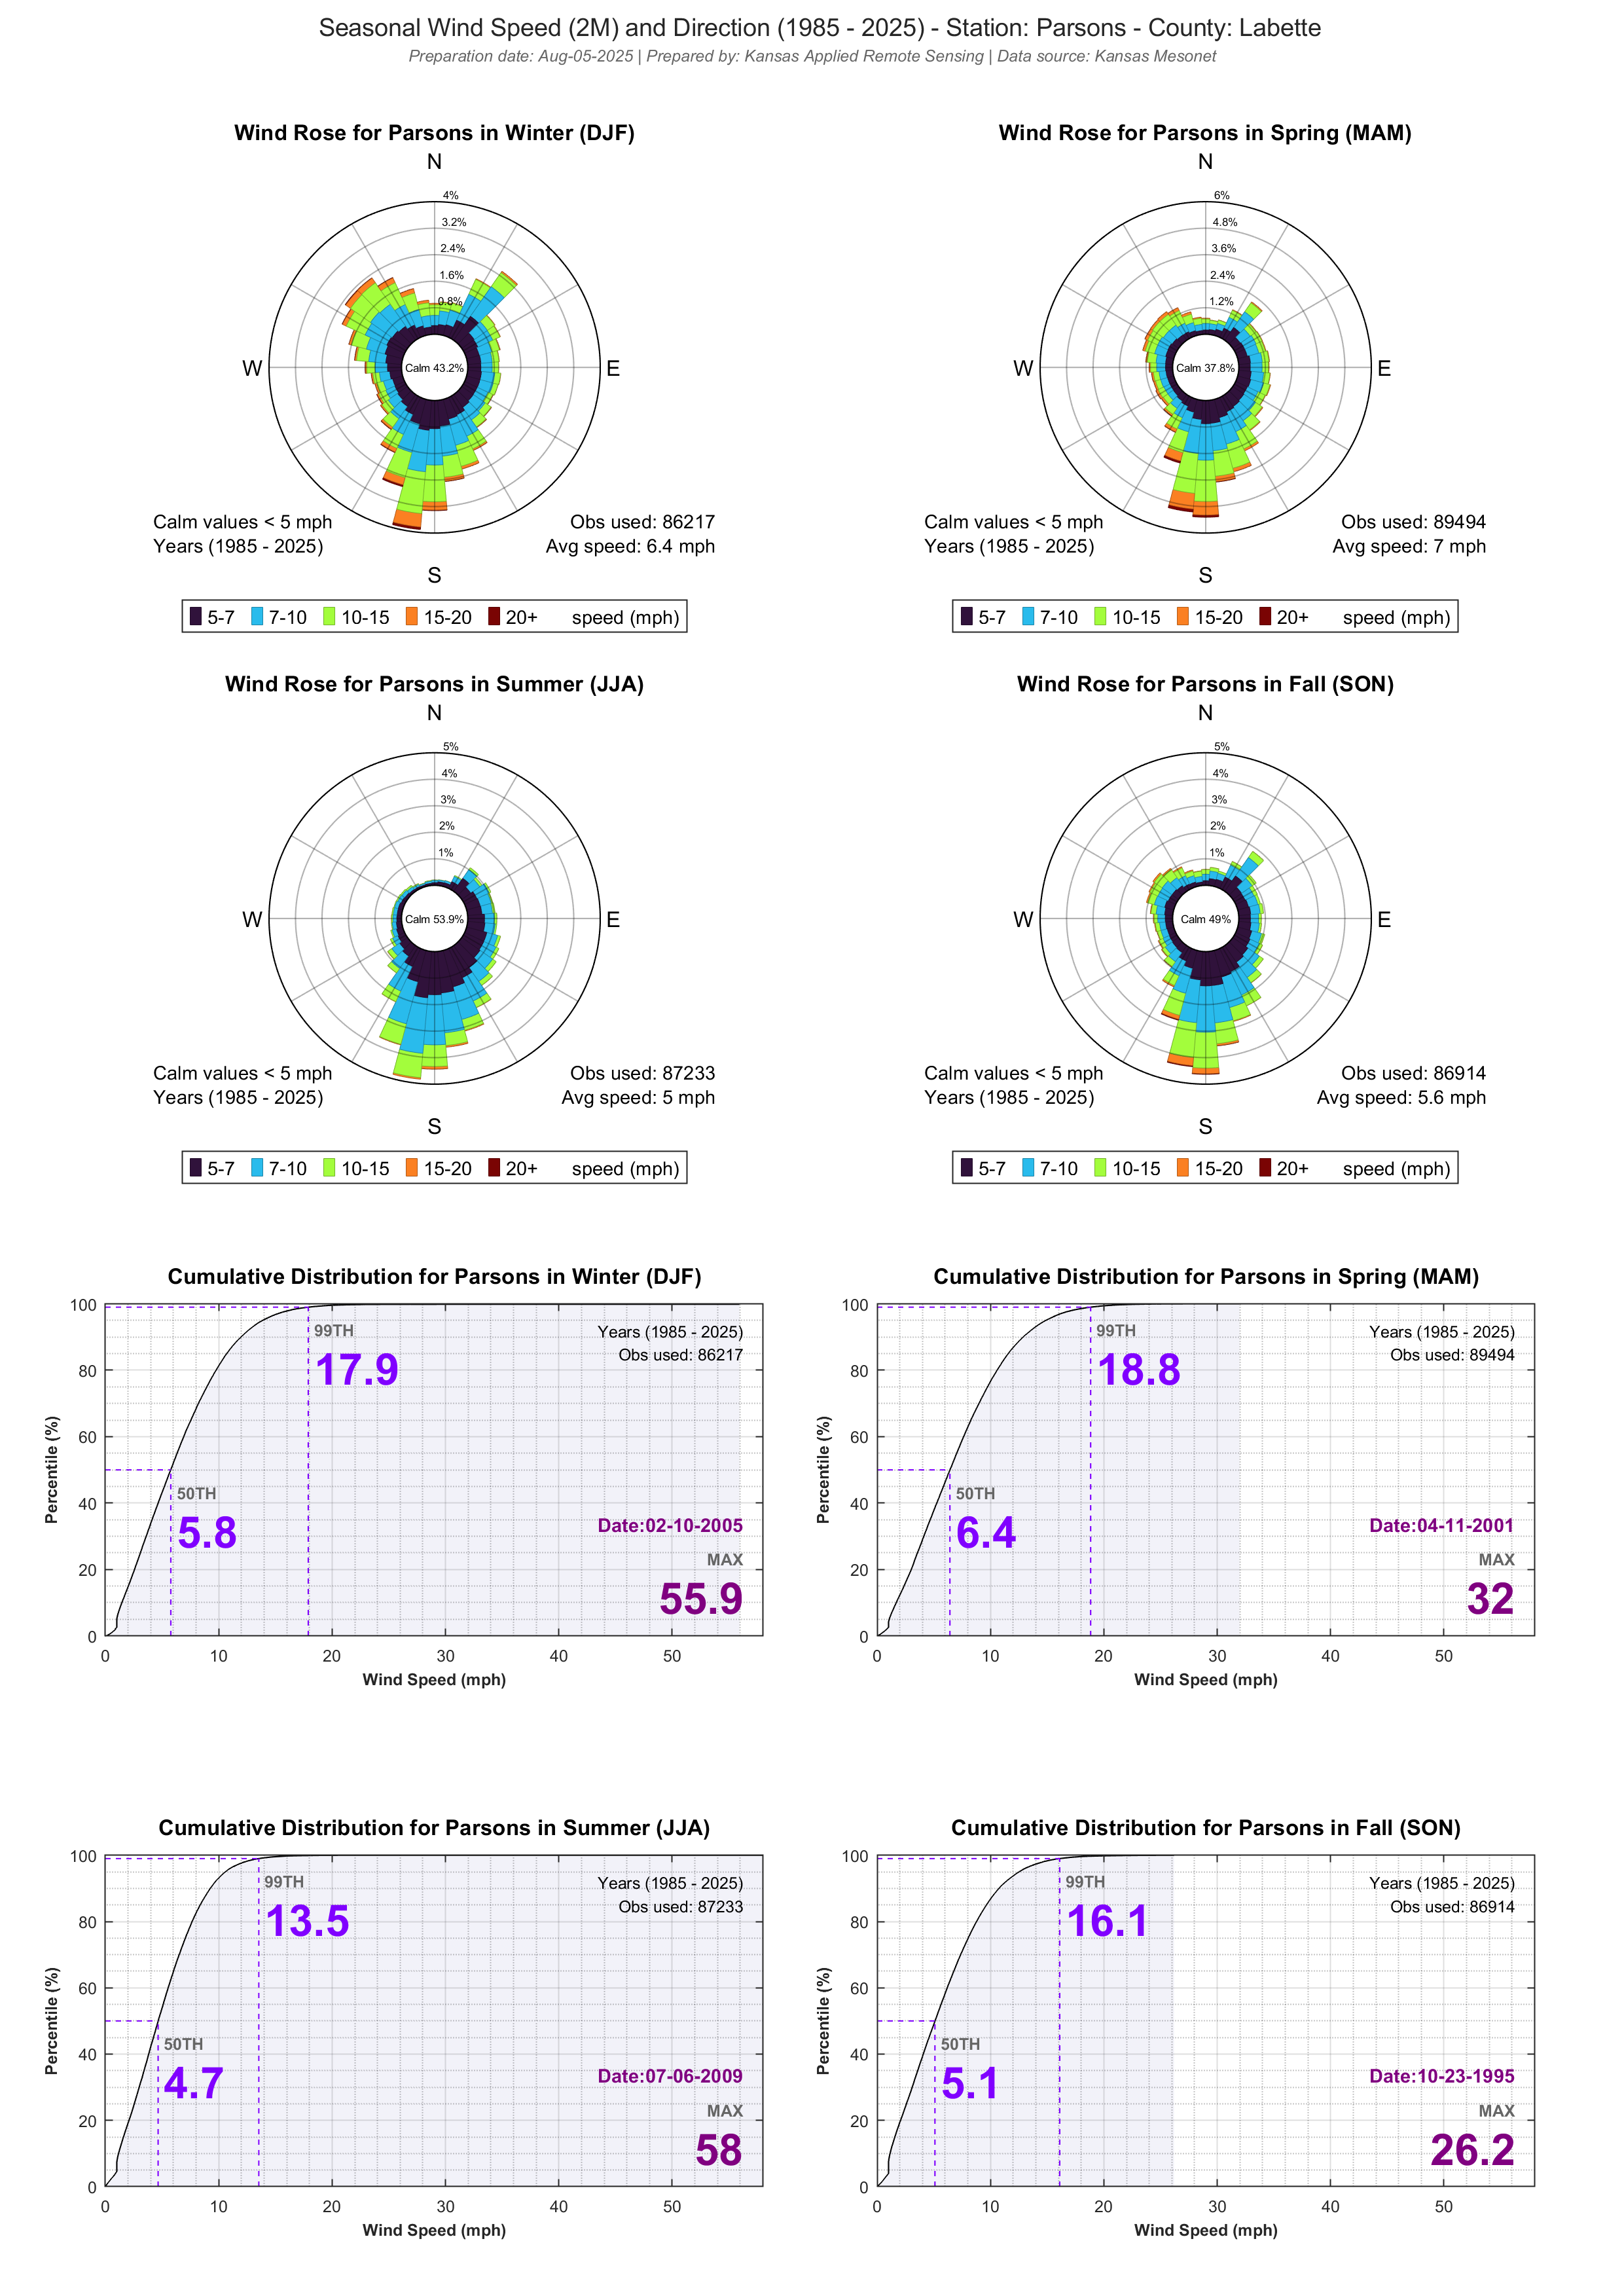 Seasonal Wind Speed (2M) and Direction (1985 - 2025) - Station: Parsons - County: Labette
Preparation date: Aug-05-2025 | Prepared by: Kansas Applied Remote Sensing | Data source: Kansas Mesonet
Wind Rose for Parsons in Winter (DJF)
N
4%
3.2%
2.4%
1.6%
0.8%
W
Calm 43.2%
E
Calm values < 5 mph
Years (1985 - 2025)
Obs used: 86217
Avg speed: 6.4 mph
S
5-7 7-10 10-15 15-20 20+ speed (mph)
Wind Rose for Parsons in Spring (MAM)
N
6%
4.8%
3.6%
2.4%
1.2%
W
Calm 37.8%
E
Calm values < 5 mph
Years (1985 - 2025)
Obs used: 89494
Avg speed: 7 mph
S
5-7 7-10 10-15 15-20 20+ speed (mph)
Wind Rose for Parsons in Summer (JJA)
N
5%
4%
3%
2%
1%
W
Calm 53.9%
E
Calm values < 5 mph
Years (1985 - 2025)
Obs used: 87233
Avg speed: 5 mph
S
5-7 7-10 10-15 15-20 20+ speed (mph)
Wind Rose for Parsons in Fall (SON)
N
5%
4%
3%
2%
1%
W
Calm 49%
E
Calm values < 5 mph
Years (1985 - 2025)
Obs used: 86914
Avg speed: 5.6 mph
S
5-7 7-10 10-15 15-20 20+ speed (mph)
Cumulative Distribution for Parsons in Winter (DJF)
Percentile (%)
100
80
60
40
20
0
99TH
17.9
Years (1985 - 2025)
Obs used: 86217
50TH
5.8
Date:02-10-2005
MAX
55.9
0 10 20 30 40 50
Wind Speed (mph)
Cumulative Distribution for Parsons in Spring (MAM)
Percentile (%)
100
80
60
40
20
0
99TH
18.8
Years (1985 - 2025)
Obs used: 89494
50TH
6.4
Date:04-11-2001
MAX
32
0 10 20 30 40 50
Wind Speed (mph)
Cumulative Distribution for Parsons in Summer (JJA)
Percentile (%)
100
80
60
40
20
0
99TH
13.5
Years (1985 - 2025)
Obs used: 87233
50TH
4.7
Date:07-06-2009
MAX
58
0 10 20 30 40 50
Wind Speed (mph)
Cumulative Distribution for Parsons in Fall (SON)
Percentile (%)
100
80
60
40
20
0
99TH
16.1
Years (1985 - 2025)
Obs used: 86914
50TH
5.1
Date:10-23-1995
MAX
26.2
0 10 20 30 40 50
Wind Speed (mph)